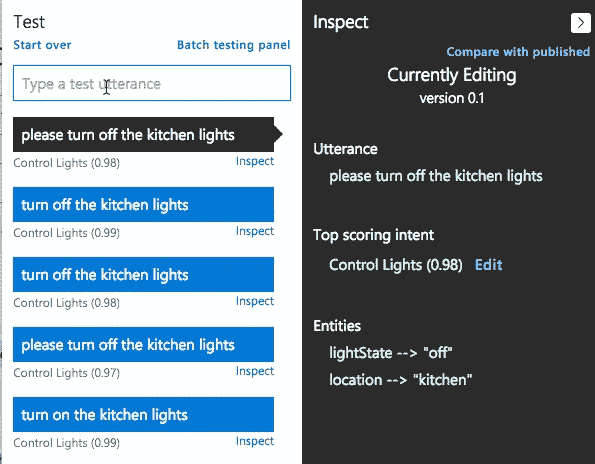 Test
Start over
Batch testing panel
Type a test utterance
please turn off the kitchen lights
Control Lights (0.98)
Inspect
turn off the kitchen lights
Control Lights (0.99)
Inspect
turn off the kitchen lights
Control Lights (0.98)
Inspect
please turn off the kitchen lights
Control Lights (0.97)
Inspect
turn on the kitchen lights
Control Lights (0.99)
Inspect
Inspect
Compare with published
Currently Editing
version 0.1
Utterance
please turn off the kitchen lights
Top scoring intent
Control Lights (0.98) Edit
Entities
lightState --> "off"
location --> "kitchen"